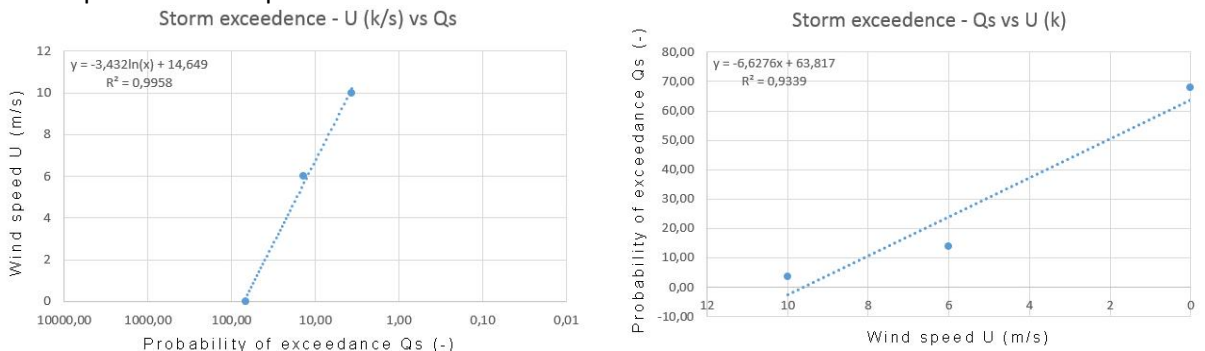 Storm exceedence - U (k/s) vs Qs
y = -3,432ln(x) + 14,649
R² = 0,9958
Wind speed U (m/s)
12
10
8
6
4
2
0
10000,00 1000,00 100,00 10,00 1,00 0,10 0,01
Probability of exceedance Qs (-)
Storm exceedence - Qs vs U (k)
y = -6,6276x + 63,817
R² = 0,9339
Probability of exceedance Qs (-)
80,00
70,00
60,00
50,00
40,00
30,00
20,00
10,00
0,00
-10,00
12 10 8 6 4 2 0
Wind speed U (m/s)